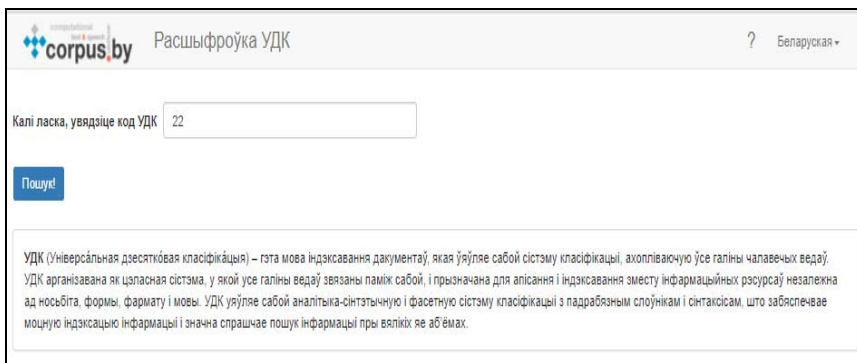 computational
text & speech
corpus.by
Расшыфроўка УДК
?
Беларуская
Калі ласка, увядзіце код УДК
22
Пошук!
УДК (Універса́льная дзесятко́вая класіфіка́цыя) – гэта мова індэксавання дакументаў, якая ўяўляе сабой сістэму класіфікацыі, ахопліваючую ўсе галіны чалавечых ведаў.
УДК арганізавана як цэласная сістэма, у якой усе галіны ведаў звязаны паміж сабой, і прызначана для апісання і індэксавання зместу інфармацыйных рэсурсаў незалежна
ад носьбіта, формы, фармату і мовы. УДК уяўляе сабой аналітыка-сінтэтычную і фасетную сістэму класіфікацыі з падрабязным слоўнікам і сінтаксісам, што забяспечвае
моцную індэксацыю інфармацыі і значна спрашчае пошук інфармацыі пры вялікіх яе аб'ёмах.